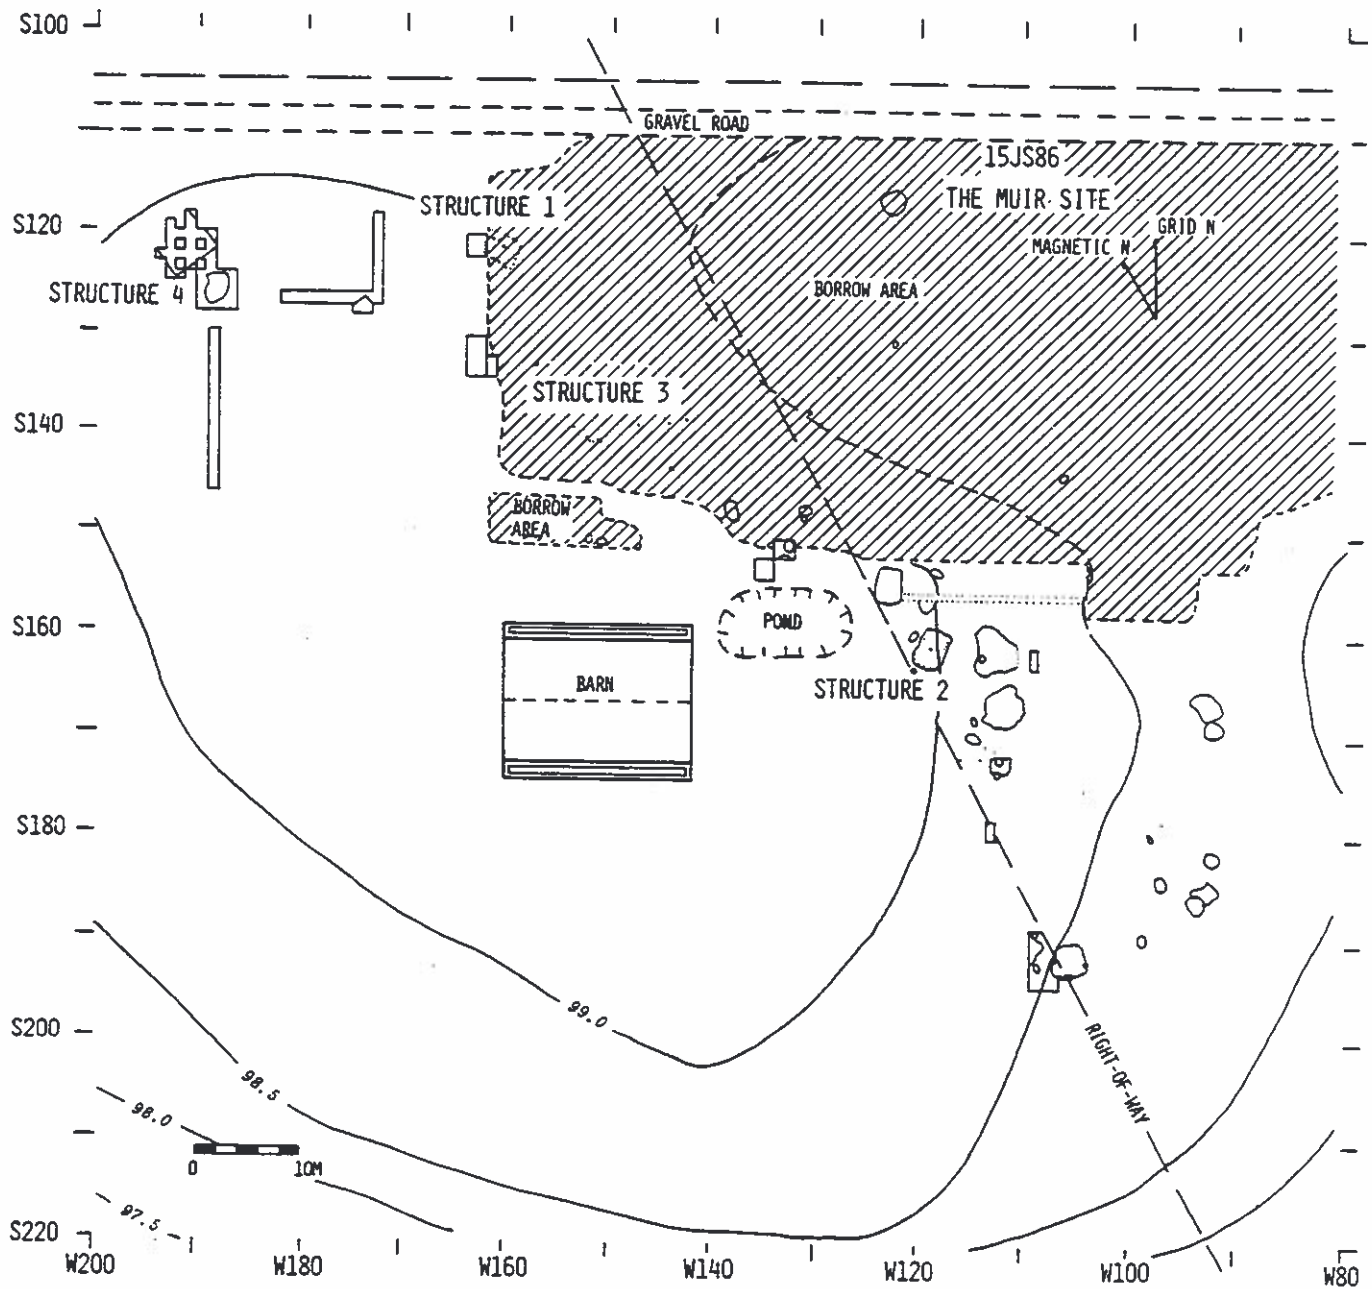 S100
GRAVEL ROAD
15JS86
THE MUIR SITE
STRUCTURE 1
S120
GRID N
MAGNETIC N
STRUCTURE 4
BORROW AREA
STRUCTURE 3
S140
BORROW
AREA
S160
POND
BARN
STRUCTURE 2
S180
99.0
S200
RIGHT-OF-WAY
98.5
98.0
0 10M
97.5
S220
W200 W180 W160 W140 W120 W100 W80